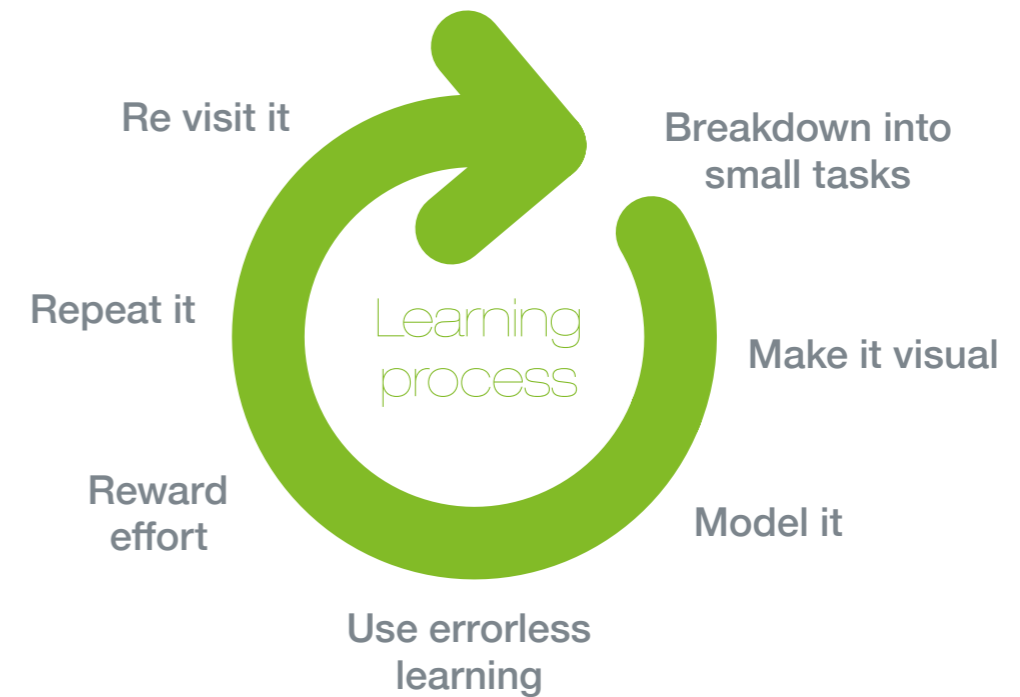 Learning
process
Breakdown into
small tasks
Make it visual
Model it
Use errorless
learning
Reward
effort
Repeat it
Re visit it